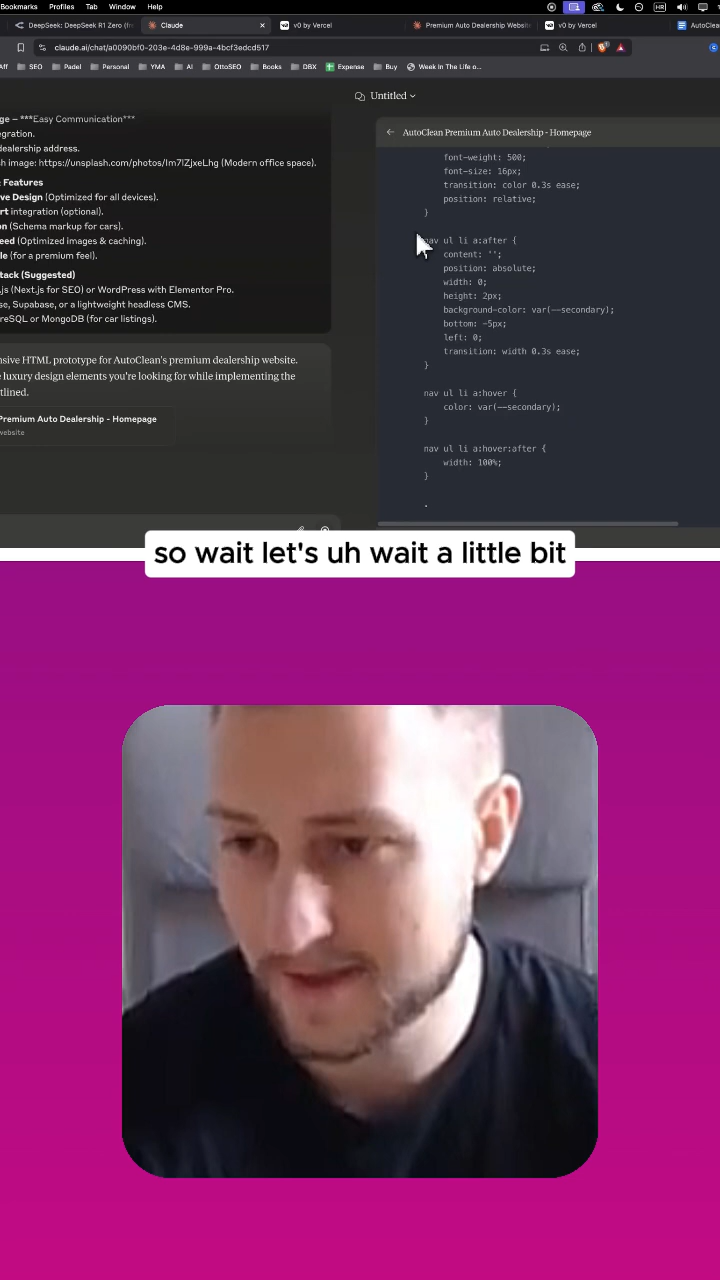 Bookmarks Profiles Tab Window Help HR
DeepSeek: DeepSeek R1 Zero (fr Claude v0 by Vercel Premium Auto Dealership Websit v0 by Vercel AutoClea
claude.ai/chat/a0090bf0-203e-4d8e-999a-4bcf3edcd517
Aff SEO Padel Personal YMA AI OttoSEO Books DBX Expense Buy Week In The Life o...
Untitled
ge – ***Easy Communication***
egration.
dealership address.
sh image: https://unsplash.com/photos/Im7lZjxeLhg (Modern office space).
& Features
ve Design (Optimized for all devices).
rt integration (optional).
on (Schema markup for cars).
eed (Optimized images & caching).
le (for a premium feel).
tack (Suggested)
.js (Next.js for SEO) or WordPress with Elementor Pro.
se, Supabase, or a lightweight headless CMS.
reSQL or MongoDB (for car listings).
nsive HTML prototype for AutoClean's premium dealership website.
e luxury design elements you're looking for while implementing the
tlined.
Premium Auto Dealership - Homepage
website
AutoClean Premium Auto Dealership - Homepage
font-weight: 500;
font-size: 16px;
transition: color 0.3s ease;
position: relative;
}
nav ul li a:after {
content: '';
position: absolute;
width: 0;
height: 2px;
background-color: var(--secondary);
bottom: -5px;
left: 0;
transition: width 0.3s ease;
}
nav ul li a:hover {
color: var(--secondary);
}
nav ul li a:hover:after {
width: 100%;
}
.
so wait let's uh wait a little bit